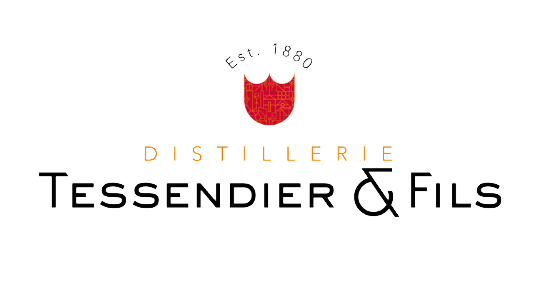 Est. 1880
DISTILLERIE
TESSENDIER & FILS